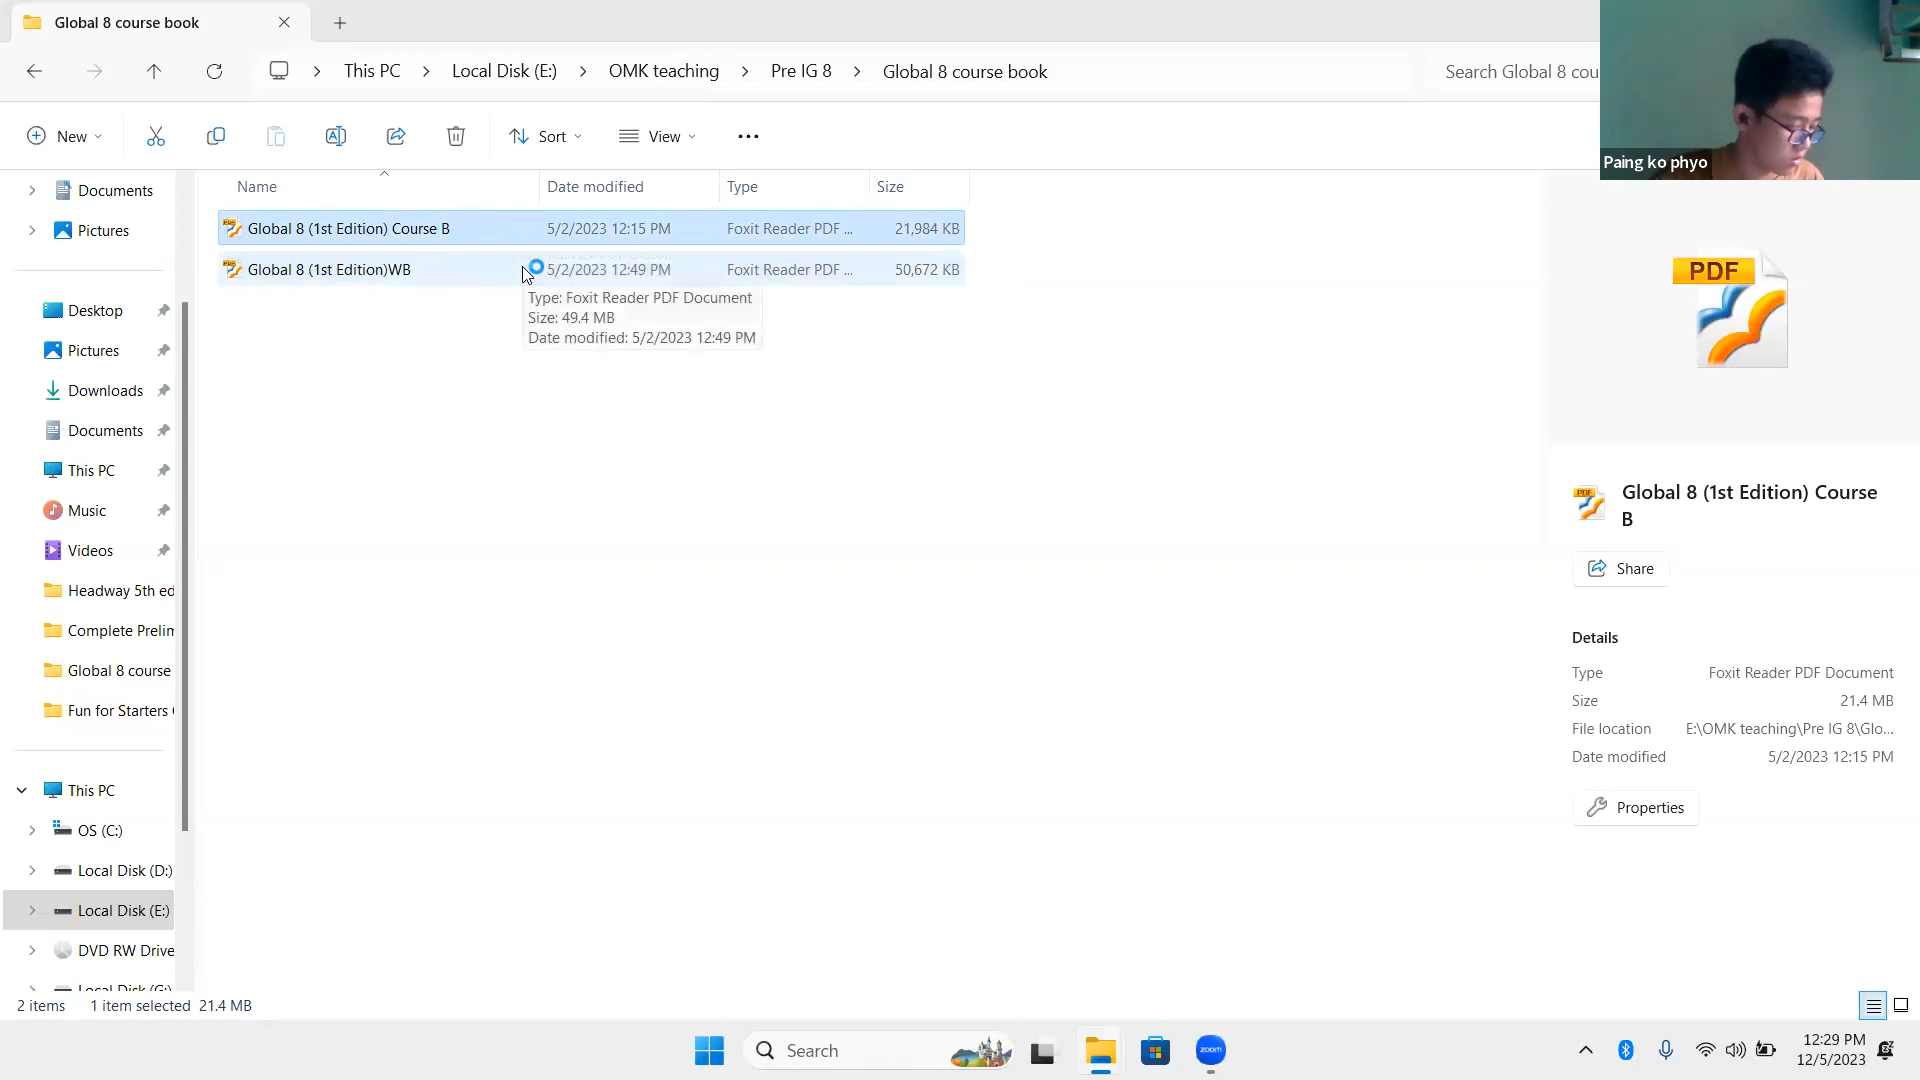 Global 8 course book
This PC
Local Disk (E:)
OMK teaching
Pre IG 8
Global 8 course book
Search Global 8 cou
Paing ko phyo
New
Sort
View
Name
Date modified
Type
Size
Global 8 (1st Edition) Course B
5/2/2023 12:15 PM
Foxit Reader PDF ...
21,984 KB
Global 8 (1st Edition)WB
5/2/2023 12:49 PM
Foxit Reader PDF ...
50,672 KB
Type: Foxit Reader PDF Document
Size: 49.4 MB
Date modified: 5/2/2023 12:49 PM
Documents
Pictures
Desktop
Pictures
Downloads
Documents
This PC
Music
Videos
Headway 5th ed
Complete Prelim
Global 8 course
Fun for Starters
This PC
OS (C:)
Local Disk (D:)
Local Disk (E:)
DVD RW Drive
Local Disk (G:)
PDF
Global 8 (1st Edition) Course
B
Share
Details
Type
Foxit Reader PDF Document
Size
21.4 MB
File location
E:\OMK teaching\Pre IG 8\Glo...
Date modified
5/2/2023 12:15 PM
Properties
2 items
1 item selected
21.4 MB
Search
zoom
12:29 PM
12/5/2023